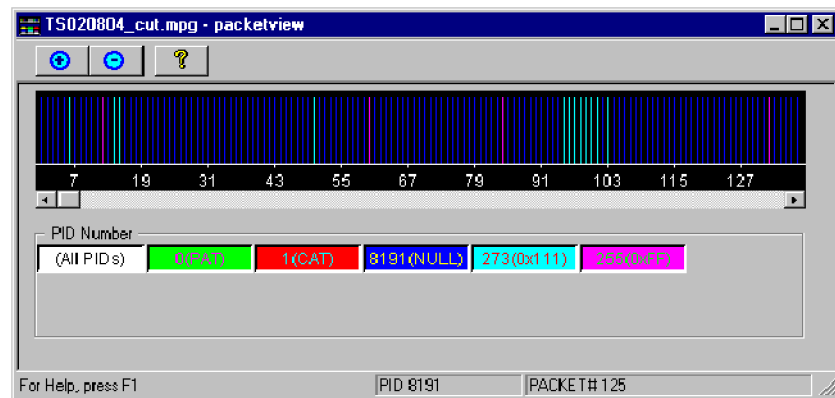 TS020804_cut.mpg - packetview
7 19 31 43 55 67 79 91 103 115 127
PID Number
(All PIDs) 0(PAT) 1(CAT) 8191(NULL) 273(0x111) 255(0xFF)
For Help, press F1 PID 8191 PACKET# 125